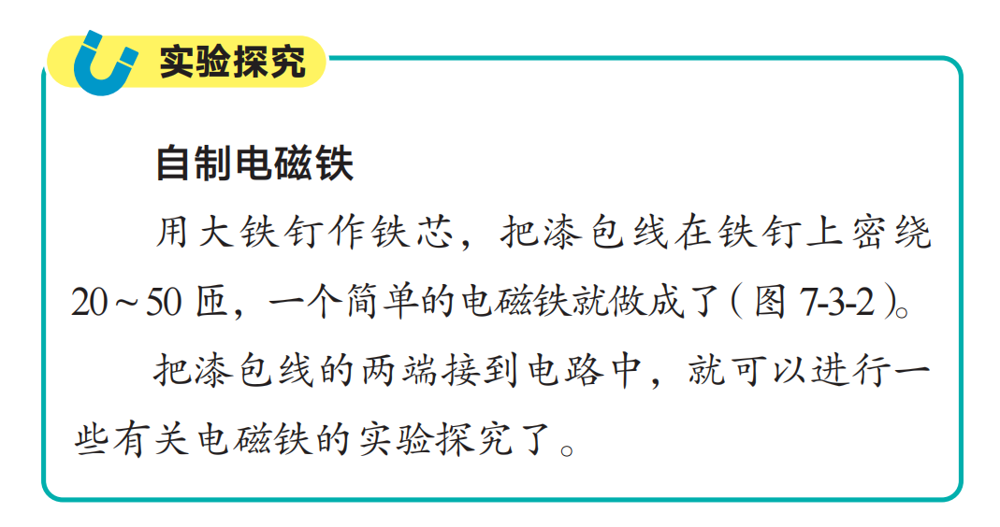 实验探究
自制电磁铁
用大铁钉作铁芯，把漆包线在铁钉上密绕
20～50 匝，一个简单的电磁铁就做成了（图 7-3-2）。
把漆包线的两端接到电路中，就可以进行一
些有关电磁铁的实验探究了。